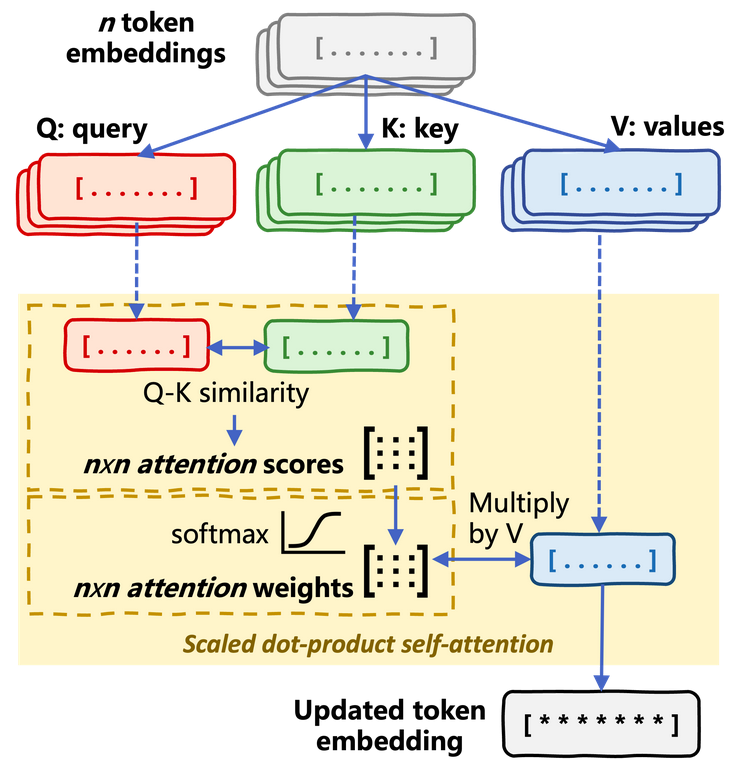 n token
embeddings
[.......]
Q: query
K: key
V: values
[.......]
[.......]
[.......]
[......]
[......]
Q-K similarity
nxn attention scores
[:::]
softmax
Multiply
by V
nxn attention weights
[:::]
[......]
Scaled dot-product self-attention
Updated token
embedding
[*******]